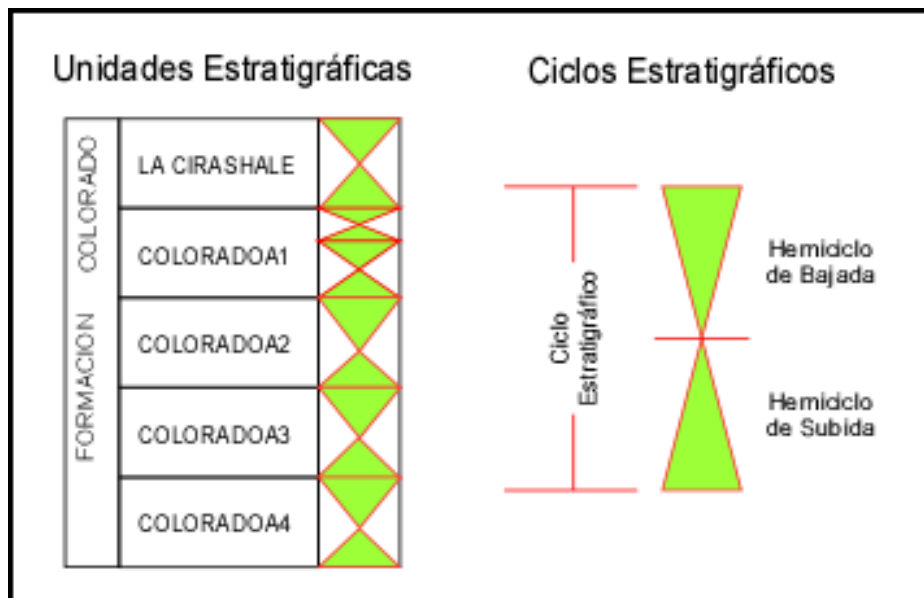 Unidades Estratigráficas
FORMACION COLORADO
LA CIRASHALE
COLORADOA1
COLORADOA2
COLORADOA3
COLORADOA4
Ciclos Estratigráficos
Ciclo
Estratigráfico
Hemiciclo
de Bajada
Hemiciclo
de Subida